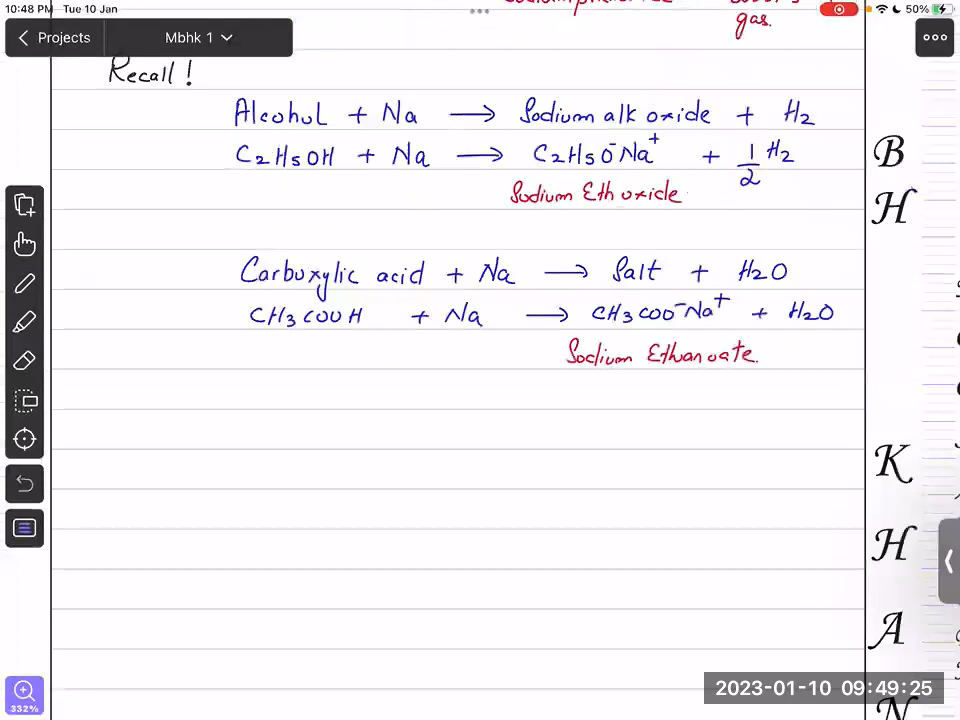 10:48 PM Tue 10 Jan
50%
gas.
Projects
Mbhk 1
Recall !
Alcohol + Na → Sodium alkoxide + H2
C2H5OH + Na → C2H5O⁻Na⁺ + 1/2 H2
Sodium Ethoxide
Carboxylic acid + Na → Salt + H2O
CH3COOH + Na → CH3COO⁻Na⁺ + H2O
Sodium Ethanoate.
B
H
K
H
A
N
332%
2023-01-10 09:49:25